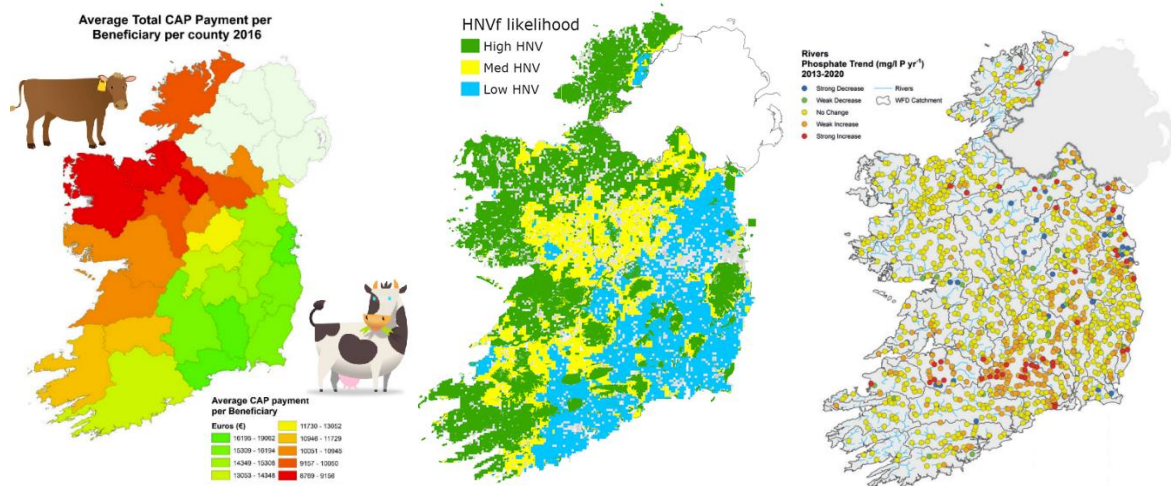 Average Total CAP Payment per
Beneficiary per county 2016
Average CAP payment
per Beneficiary
Euros (€)
16195 - 19062
15309 - 16194
14349 - 15308
13053 - 14348
11730 - 13052
10946 - 11729
10051 - 10945
9157 - 10050
8769 - 9156
HNVf likelihood
High HNV
Med HNV
Low HNV
Rivers
Phosphate Trend (mg/l P yr⁻¹)
2013-2020
Strong Decrease
Weak Decrease
No Change
Weak Increase
Strong Increase
Rivers
WFD Catchment